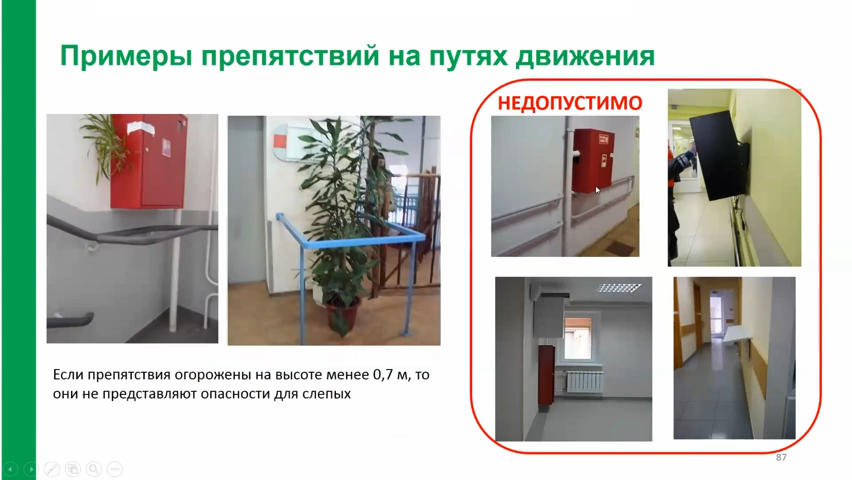 Примеры препятствий на путях движения
НЕДОПУСТИМО
Если препятствия огорожены на высоте менее 0,7 м, то
они не представляют опасности для слепых
87